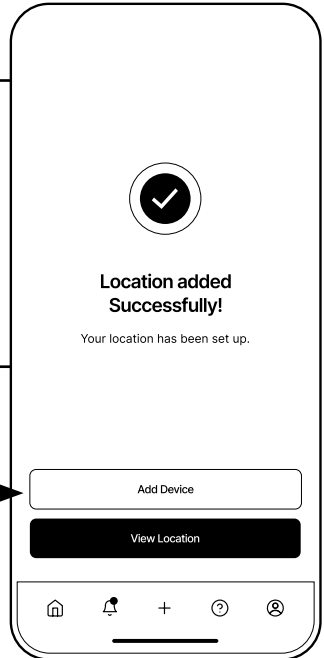 Location added
Successfully!
Your location has been set up.
Add Device
View Location